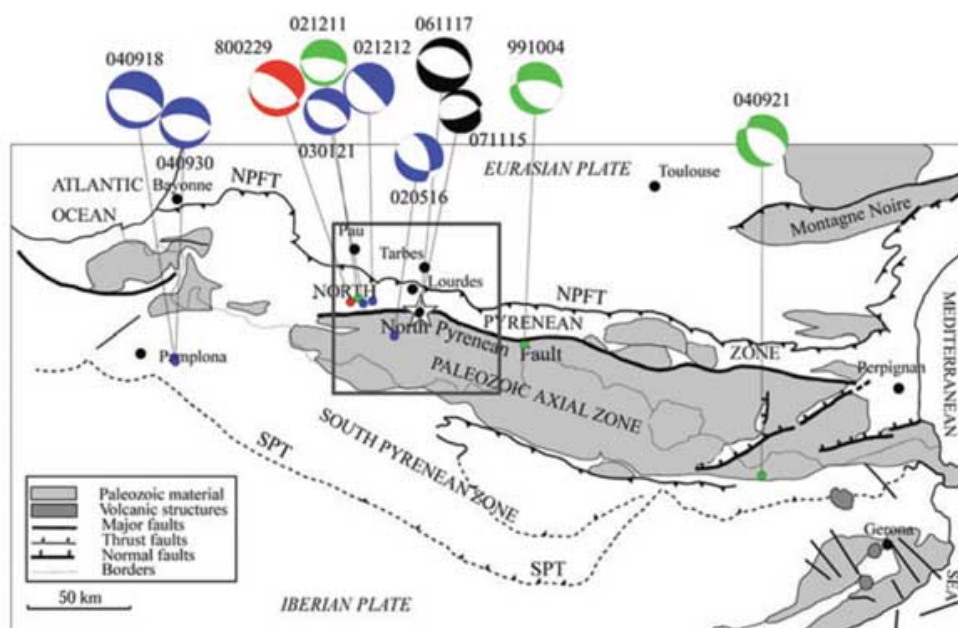 061117
021211
021212
040918
800229
991004
040921
030121
071115
040930
020516
EURASIAN PLATE
ATLANTIC
OCEAN
Bayonne
NPFT
Toulouse
Montagne Noire
Pau
Tarbes
Lourdes
NORTH
NPFT
PYRENEAN
ZONE
North Pyrenean Fault
MEDITERRANEAN
SEA
Pamplona
Perpignan
PALEOZOIC AXIAL ZONE
SOUTH PYRENEAN ZONE
SPT
SPT
Gerona
Paleozoic material
Volcanic structures
Major faults
Thrust faults
Normal faults
Borders
50 km
IBERIAN PLATE